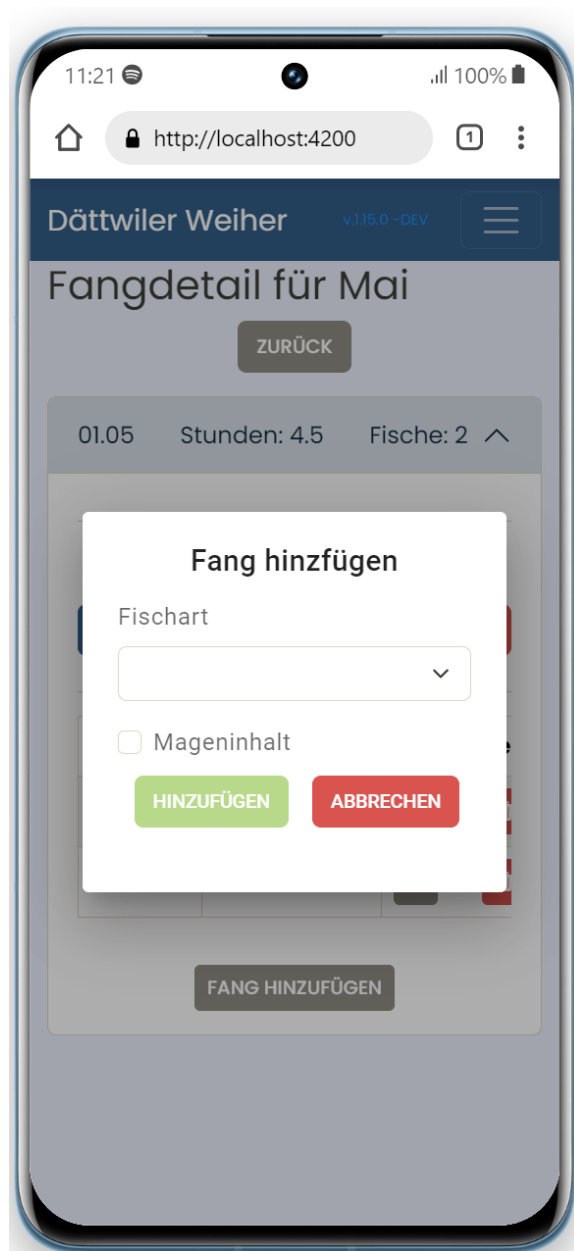 11:21
100%
http://localhost:4200
1
Dättwiler Weiher
v.1.15.0 -DEV
Fangdetail für Mai
ZURÜCK
01.05 Stunden: 4.5 Fische: 2
Fang hinzufügen
Fischart
Mageninhalt
HINZUFÜGEN ABBRECHEN
FANG HINZUFÜGEN